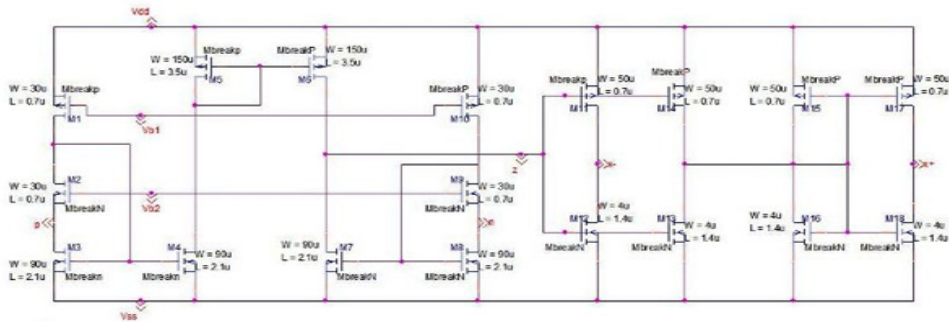 Vdd
W = 150u
L = 3.5u
Mbreakp
M5
MbreakP
M6
W = 150u
L = 3.5u
W = 30u
L = 0.7u
Mbreakp
M1
Vb1
MbreakP
M10
W = 30u
L = 0.7u
Mbreakp
M11
W = 50u
L = 0.7u
MbreakP
M14
W = 50u
L = 0.7u
W = 50u
L = 0.7u
MbreakP
M15
MbreakP
M17
W = 50u
L = 0.7u
z
x-
x+
W = 30u
L = 0.7u
M2
MbreakN
Vb2
M9
W = 30u
L = 0.7u
MbreakN
p
n
M12
MbreakN
W = 4u
L = 1.4u
M13
MbreakN
W = 4u
L = 1.4u
W = 4u
L = 1.4u
M16
MbreakN
M18
MbreakN
W = 4u
L = 1.4u
W = 90u
L = 2.1u
M3
Mbreakn
M4
Mbreakn
W = 90u
L = 2.1u
W = 90u
L = 2.1u
M7
MbreakN
M8
MbreakN
W = 90u
L = 2.1u
Vss